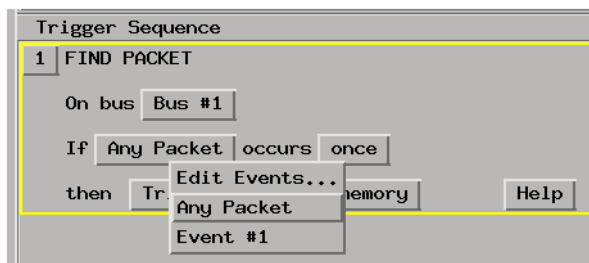 Trigger Sequence
1 FIND PACKET
On bus Bus #1
If Any Packet occurs once
Edit Events...
then
Any Packet
Help
Event #1